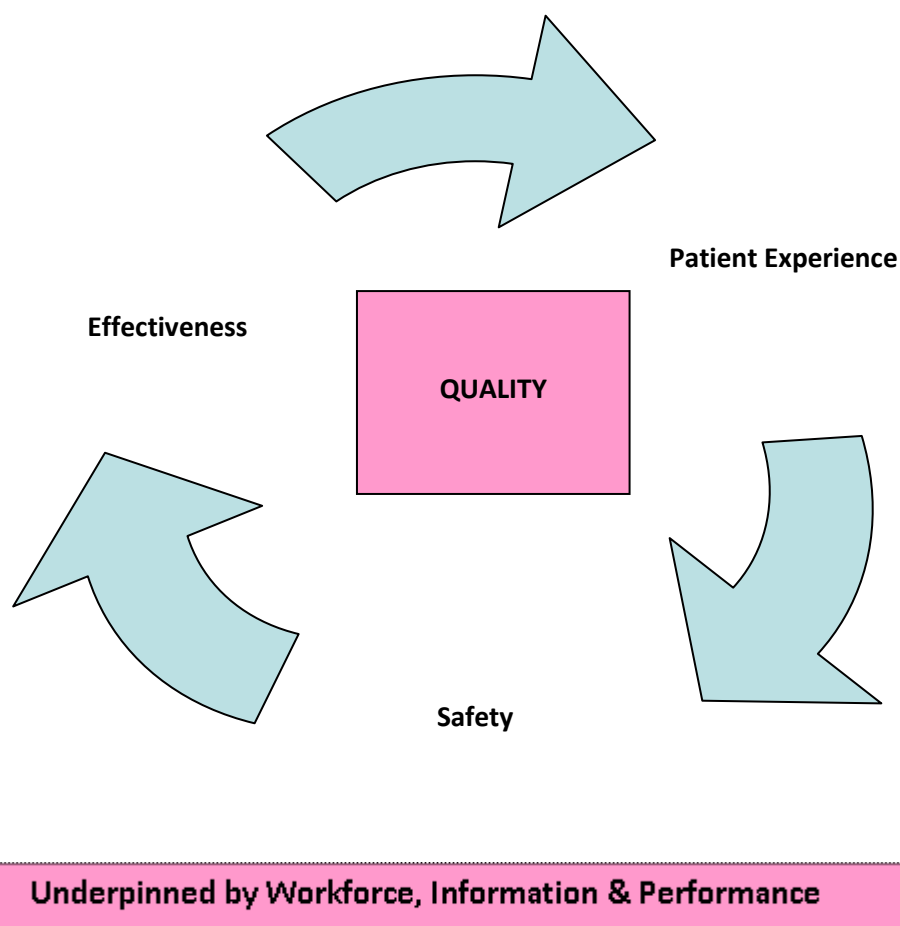 Patient Experience
Effectiveness
QUALITY
Safety
Underpinned by Workforce, Information & Performance